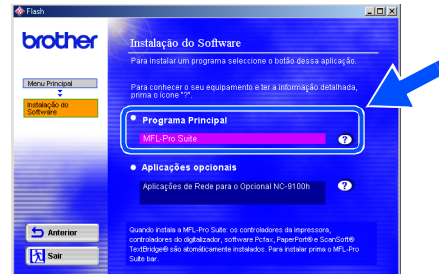 Flash
brother
Instalação do Software
Para instalar um programa seleccione o botão dessa aplicação.
Para conhecer o seu equipamento e ter a informação detalhada,
prima o ícone "?".
Menu Principal
Instalação do
Software
Programa Principal
MFL-Pro Suite
?
Aplicações opcionais
Aplicações de Rede para o Opcional NC-9100h
?
Anterior
Sair
Quando instala a MFL-Pro Suite: os controladores da impressora,
controladores do digitalizador, software Pcfax, PaperPort® e ScanSoft®
TextBridge® são atomáticamente instalados. Para instalar prima o MFL-Pro
Suite bar.